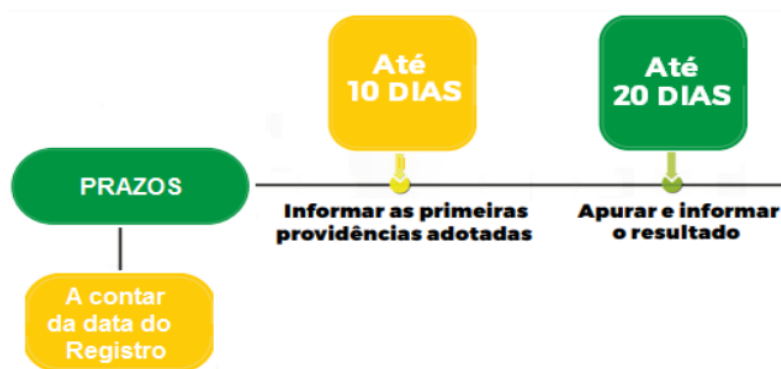 Até
10 DIAS
Até
20 DIAS
PRAZOS
Informar as primeiras
providências adotadas
Apurar e informar
o resultado
A contar
da data do
Registro